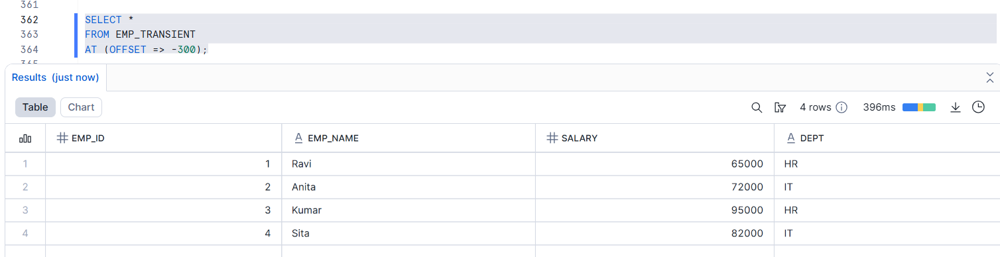 361
362 SELECT *
363 FROM EMP_TRANSIENT
364 AT (OFFSET => -300);
365
Results (just now)
Table Chart 4 rows 396ms
EMP_ID EMP_NAME SALARY DEPT
1 1 Ravi 65000 HR
2 2 Anita 72000 IT
3 3 Kumar 95000 HR
4 4 Sita 82000 IT